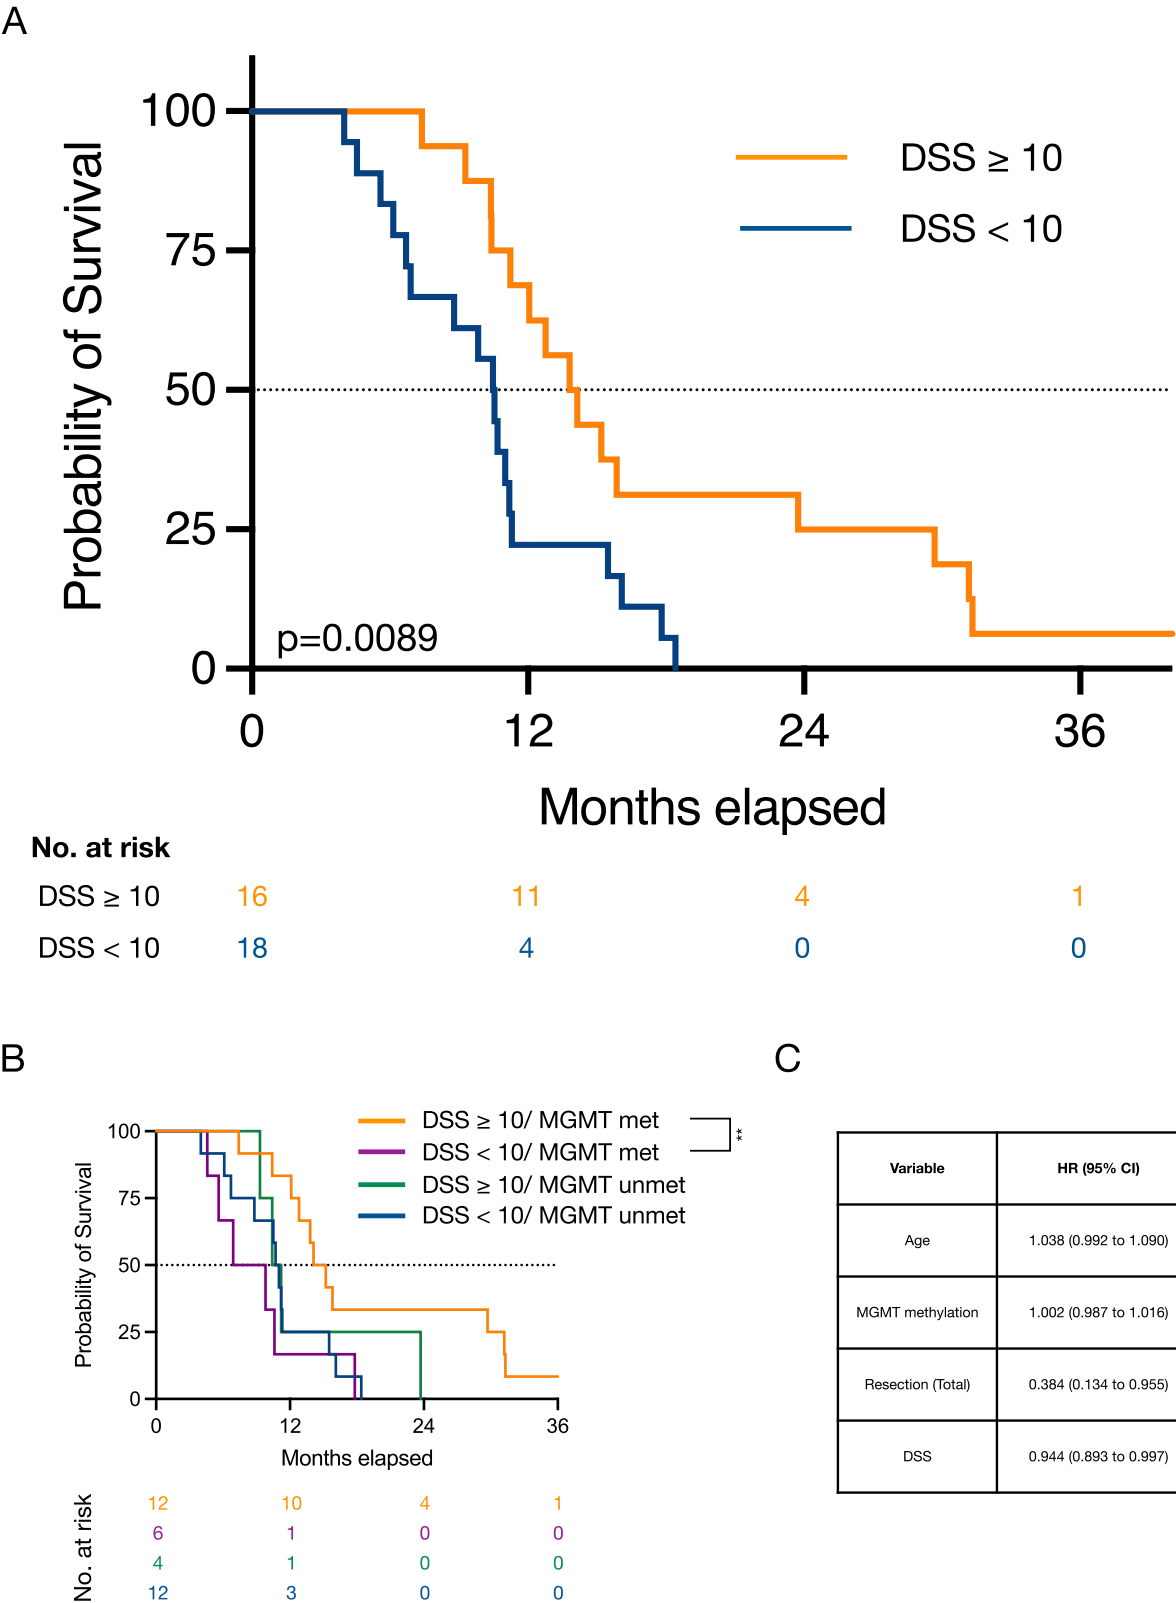 A
100
75
50
25
0
Probability of Survival
DSS ≥ 10
DSS < 10
p=0.0089
0 12 24 36
Months elapsed
No. at risk
DSS ≥ 10 16 11 4 1
DSS < 10 18 4 0 0
B
100
75
50
25
0
Probability of Survival
DSS ≥ 10/ MGMT met
DSS < 10/ MGMT met
DSS ≥ 10/ MGMT unmet
DSS < 10/ MGMT unmet
**
0 12 24 36
Months elapsed
No. at risk
12 10 4 1
6 1 0 0
4 1 0 0
12 3 0 0
C
Variable HR (95% CI)
Age 1.038 (0.992 to 1.090)
MGMT methylation 1.002 (0.987 to 1.016)
Resection (Total) 0.384 (0.134 to 0.955)
DSS 0.944 (0.893 to 0.997)